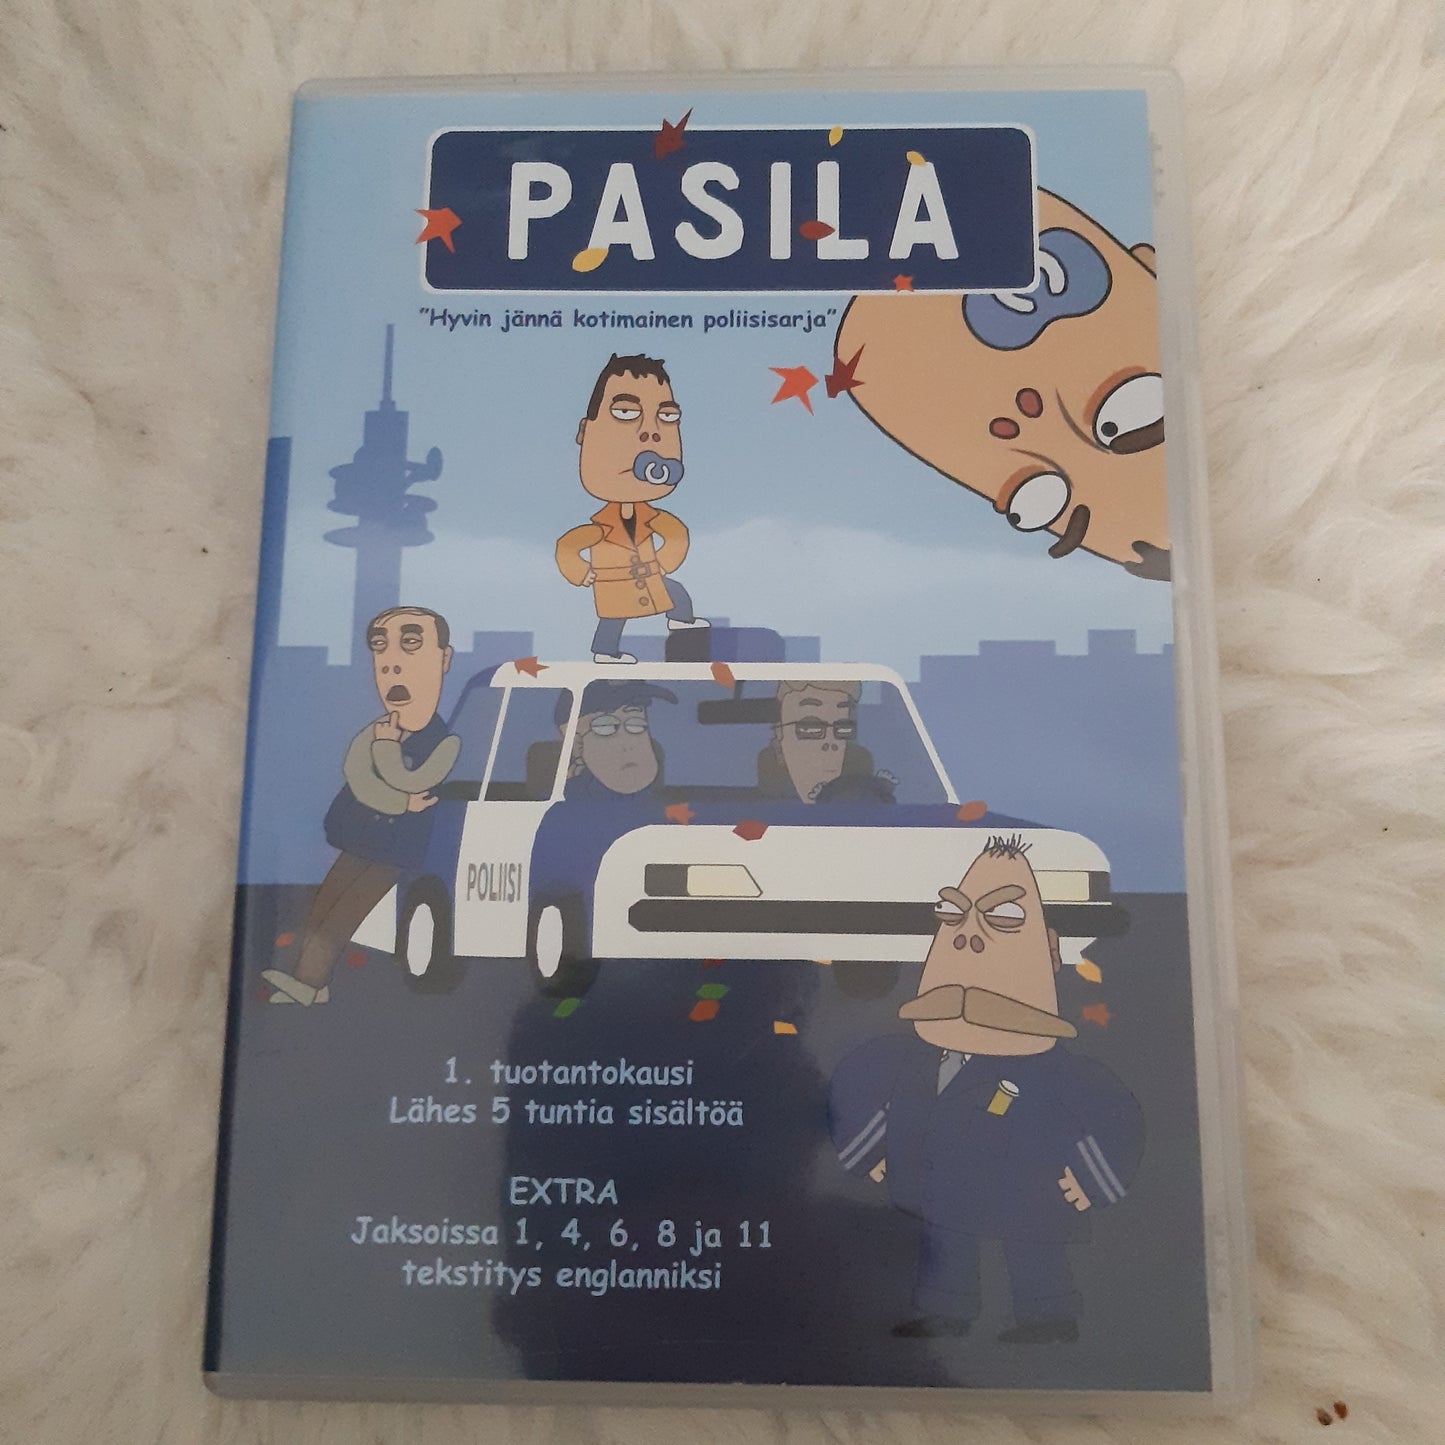 PASILA
"Hyvin jännä kotimainen poliisisarja"
POLIISI
1. tuotantokausi
Lähes 5 tuntia sisältöä
EXTRA
Jaksoissa 1, 4, 6, 8 ja 11
tekstitys englanniksi